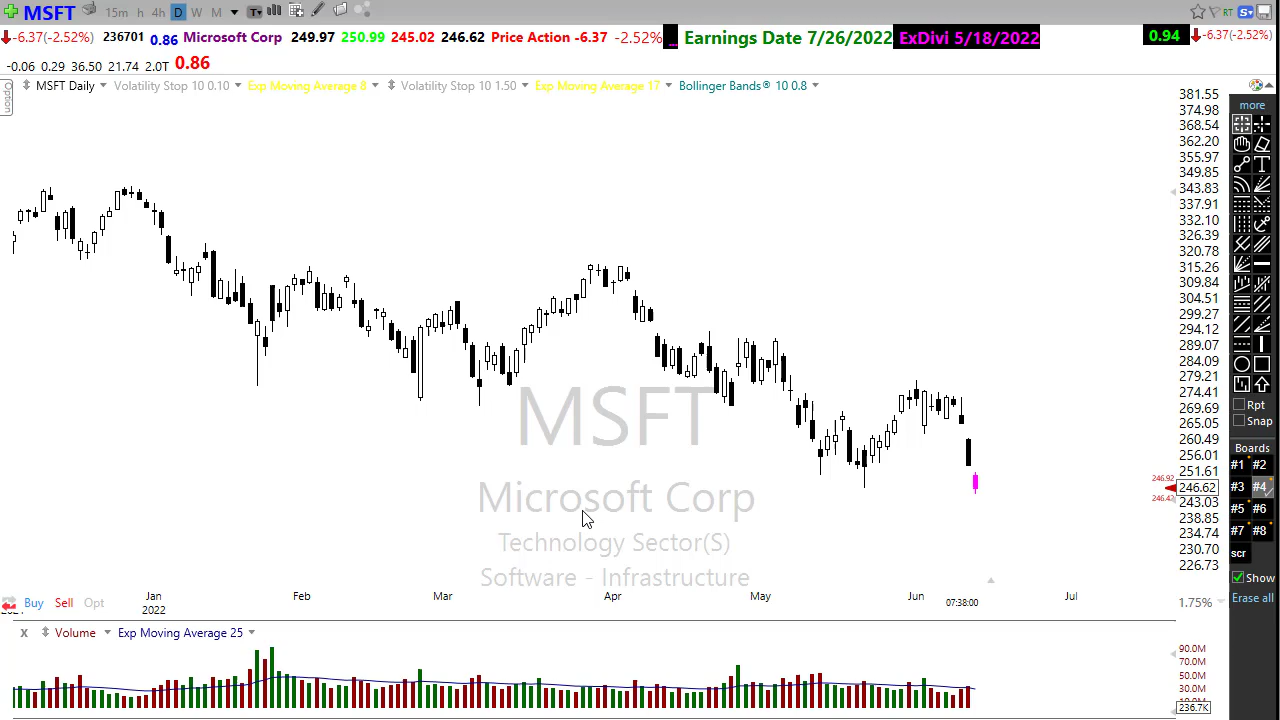 MSFT 15m h 4h D W M T RT S
-6.37(-2.52%) 236701 0.86 Microsoft Corp 249.97 250.99 245.02 246.62 Price Action -6.37 -2.52% ... Earnings Date 7/26/2022 ExDivi 5/18/2022 0.94 -6.37(-2.52%)
-0.06 0.29 36.50 21.74 2.0T 0.86
Option MSFT Daily Volatility Stop 10 0.10 Exp Moving Average 8 Volatility Stop 10 1.50 Exp Moving Average 17 Bollinger Bands® 10 0.8
381.55
374.98
368.54
362.20
355.97
349.85
343.83
337.91
332.10
326.39
320.78
315.26
309.84
304.51
299.27
294.12
289.07
284.09
279.21
274.41
269.69
265.05
260.49
256.01
251.61
246.92
246.62
246.42
243.03
238.85
234.74
230.70
226.73
MSFT
Microsoft Corp
Technology Sector(S)
Software - Infrastructure
more
Rpt
Snap
Boards
#1 #2
#3 #4
#5 #6
#7 #8
scr
Show
Erase all
Buy Sell Opt
Jan Feb Mar Apr May Jun Jul
2022 07:38:00 1.75%
X Volume Exp Moving Average 25
90.0M
70.0M
50.0M
30.0M
236.7K